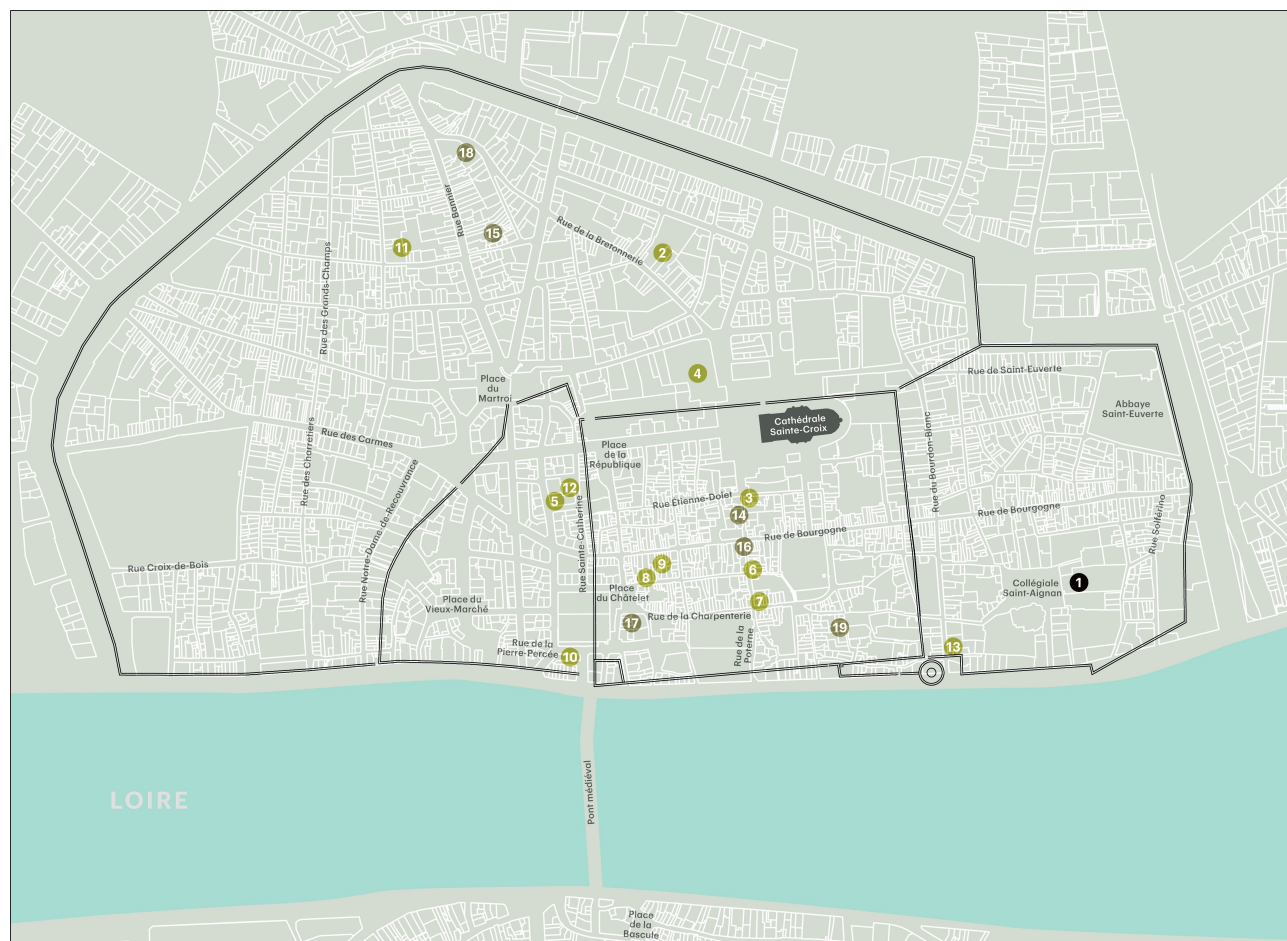 18
Rue Bannier
15
11
Rue de la Bretonnerie
2
Rue des Grands-Champs
4
Place
du
Martroi
Rue de Saint-Euverte
Abbaye
Saint-Euverte
Cathédrale
Sainte-Croix
Rue des Carmes
Rue des Charretiers
Place
de la
République
Rue du Bourdon-Blanc
12
5
Rue Étienne-Dolet
3
14
Rue de Bourgogne
Rue de Bourgogne
Rue Solférino
Rue Notre-Dame-de-Recouvrance
Rue Sainte-Catherine
16
9
6
8
Rue Croix-de-Bois
Place du
Vieux-Marché
Place
du Châtelet
7
Collégiale
Saint-Aignan
1
Rue de la Charpenterie
17
19
Rue de la
Poterne
Rue de la
Pierre-Percée
10
13
LOIRE
Pont médiéval
Place
de la
Bascule